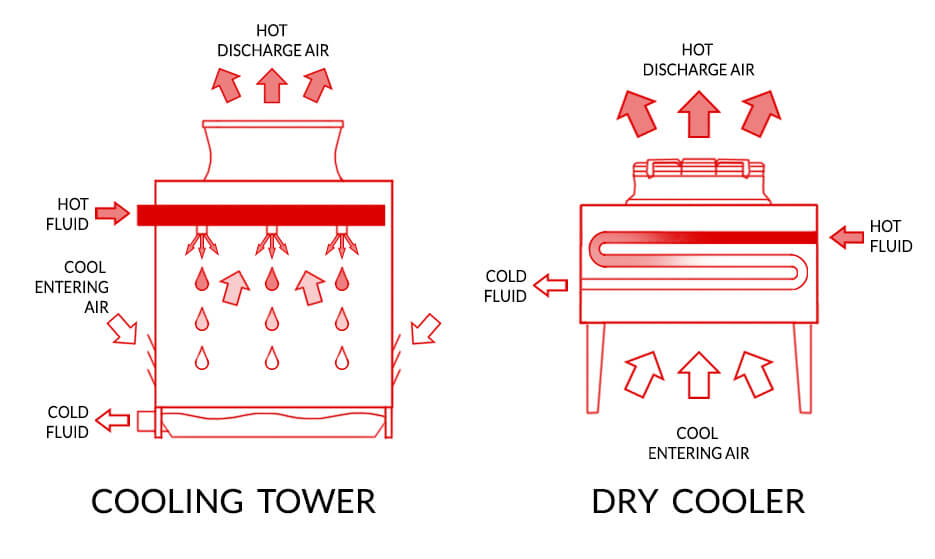 HOT
DISCHARGE AIR
HOT
FLUID
COOL
ENTERING
AIR
COLD
FLUID
COOLING TOWER
HOT
DISCHARGE AIR
HOT
FLUID
COLD
FLUID
COOL
ENTERING AIR
DRY COOLER